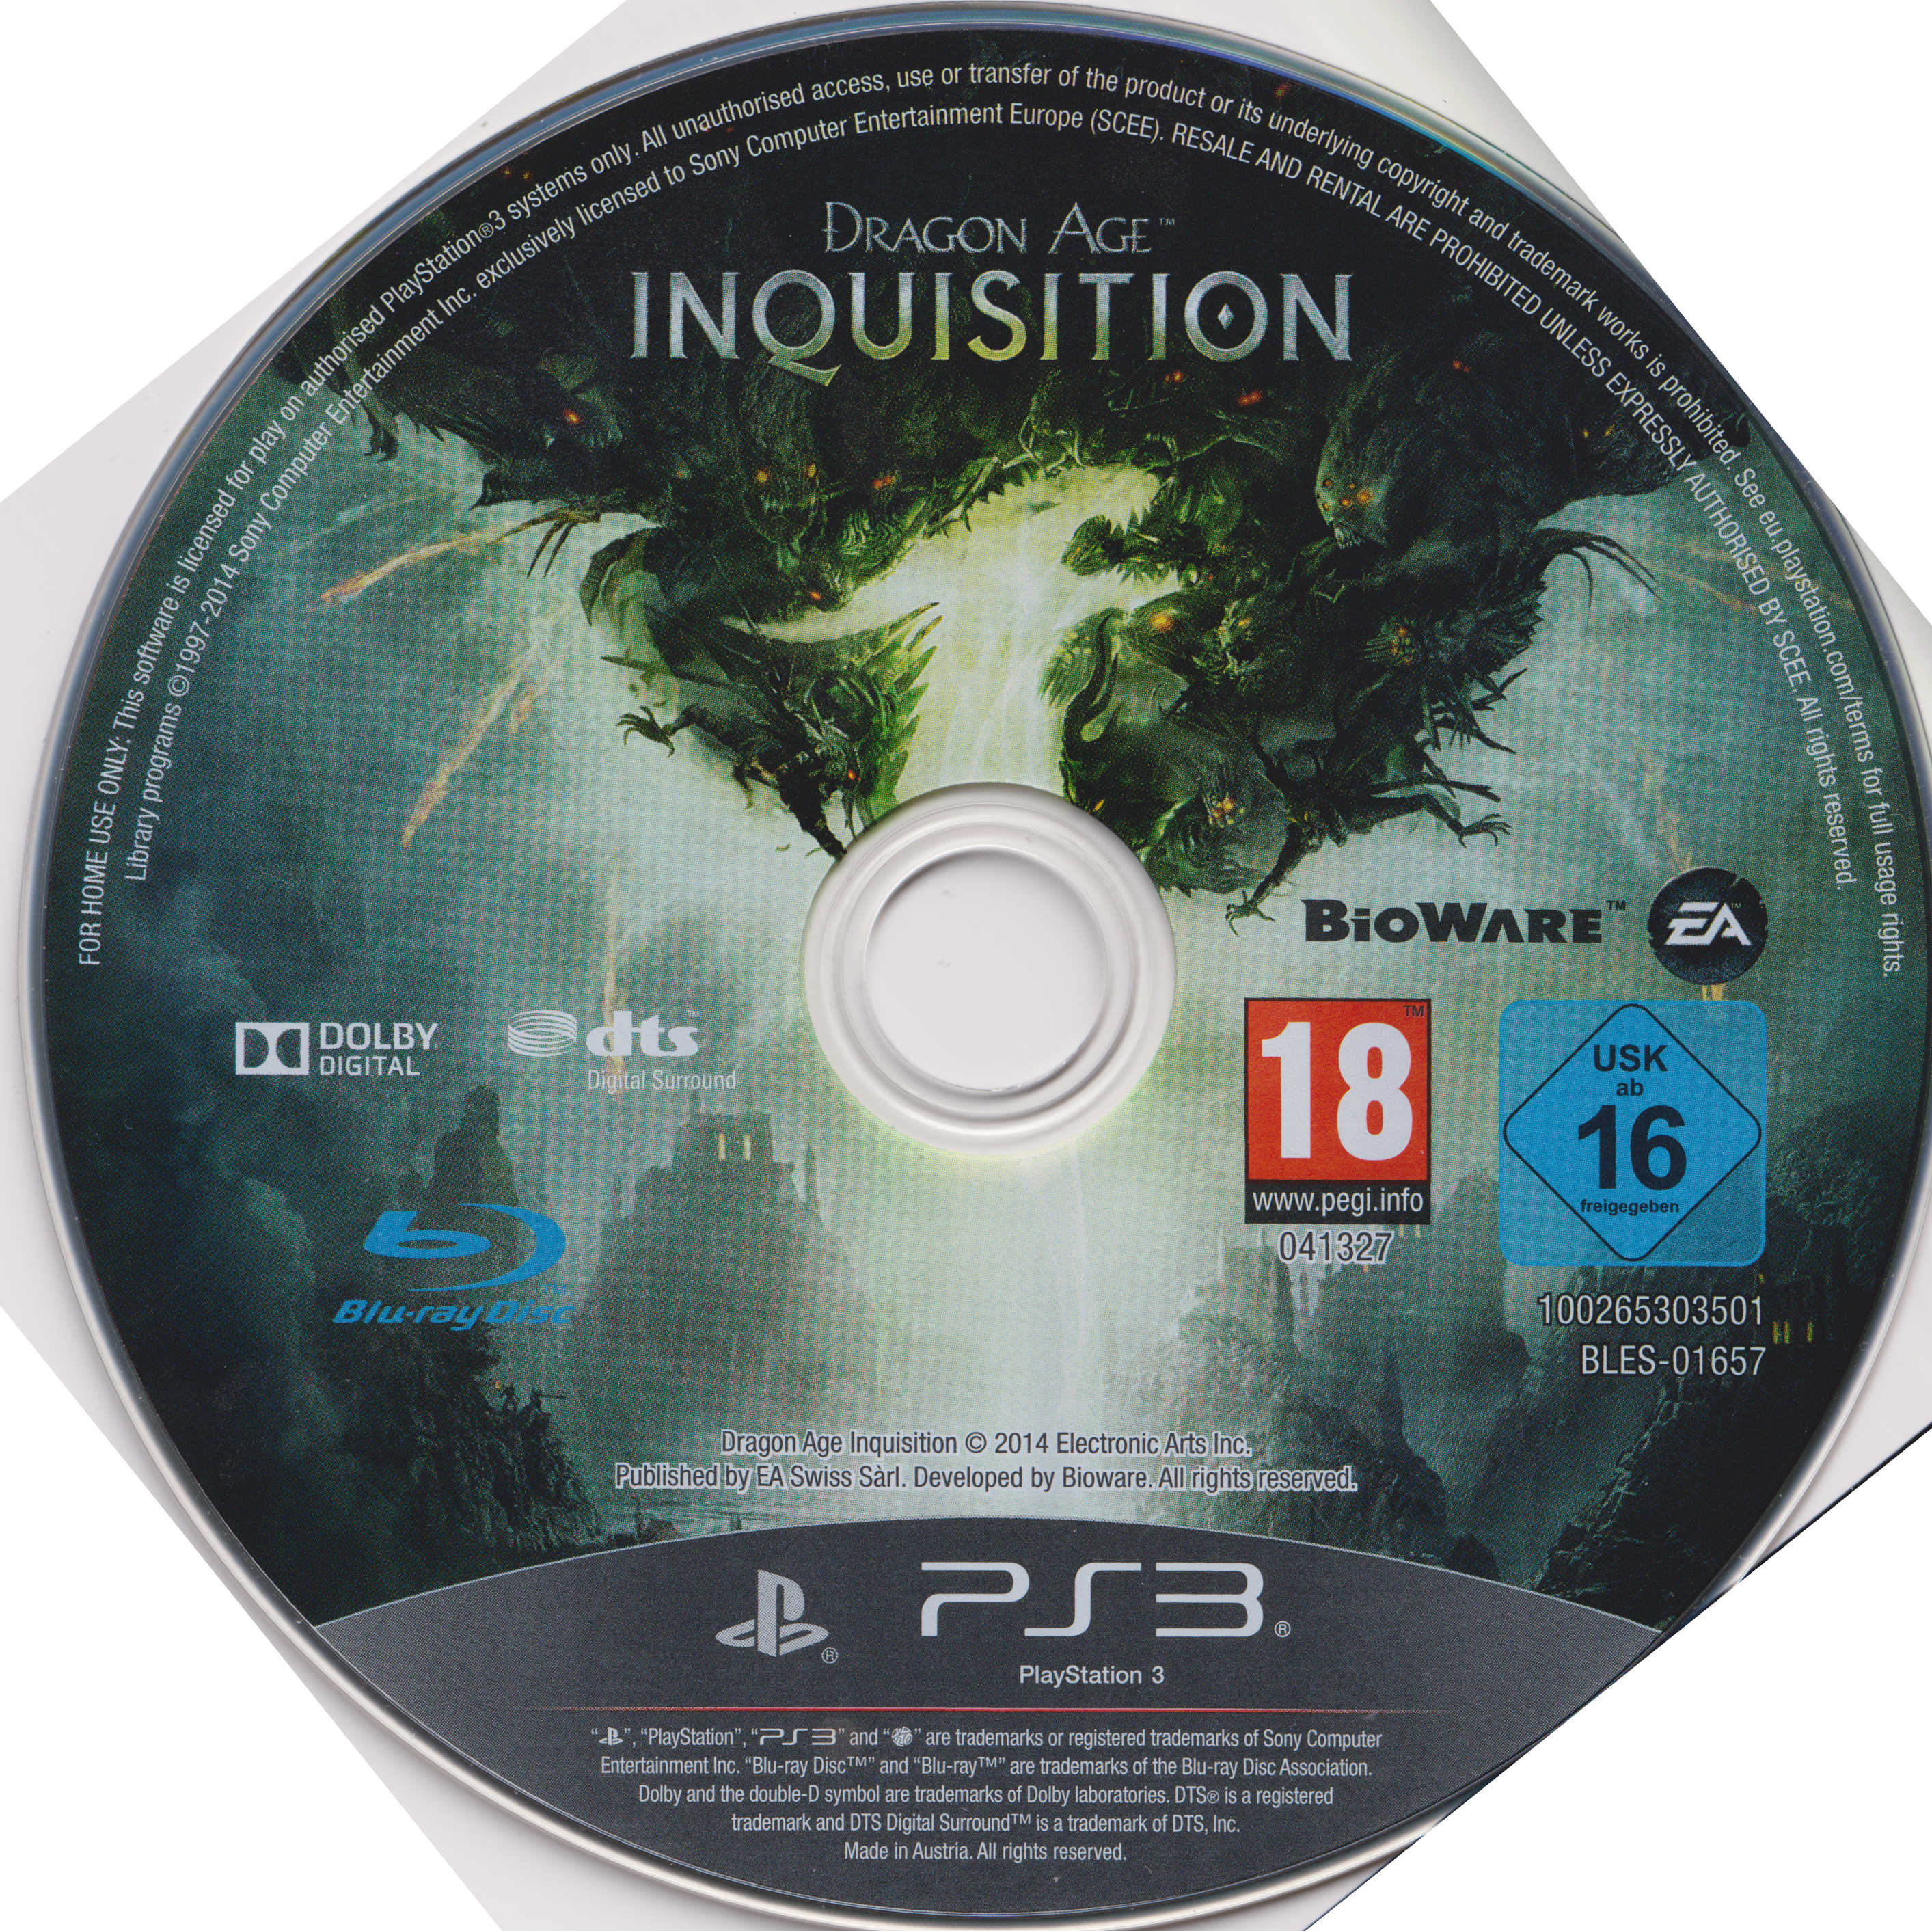 FOR HOME USE ONLY: This software is licensed for play on authorised PlayStation®3 systems only. All unauthorised access, use or transfer of the product or its underlying copyright and trademark works is prohibited. See eu.playstation.com/terms for full usage rights.
Library programs ©1997-2014 Sony Computer Entertainment Inc. exclusively licensed to Sony Computer Entertainment Europe (SCEE). RESALE AND RENTAL ARE PROHIBITED UNLESS EXPRESSLY AUTHORISED BY SCEE. All rights reserved.
DRAGON AGE™
INQUISITION
BIOWARE™ EA™
DOLBY
DIGITAL
dts™
Digital Surround
18™
www.pegi.info
041327
USK
ab
16
freigegeben
Blu-ray Disc™
100265303501
BLES-01657
Dragon Age Inquisition © 2014 Electronic Arts Inc.
Published by EA Swiss Sàrl. Developed by Bioware. All rights reserved.
PS3®
PlayStation 3
“PS”, “PlayStation”, “PS3” and “” are trademarks or registered trademarks of Sony Computer
Entertainment Inc. “Blu-ray Disc™” and “Blu-ray™” are trademarks of the Blu-ray Disc Association.
Dolby and the double-D symbol are trademarks of Dolby laboratories. DTS® is a registered
trademark and DTS Digital Surround™ is a trademark of DTS, Inc.
Made in Austria. All rights reserved.